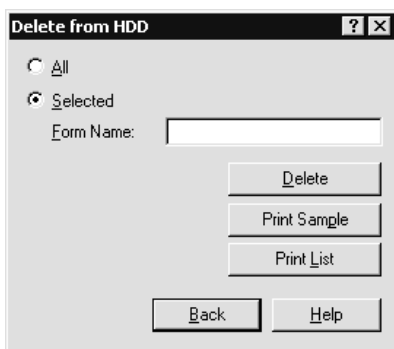 Delete from HDD ? ×
All
Selected
Form Name:
Delete
Print Sample
Print List
Back Help